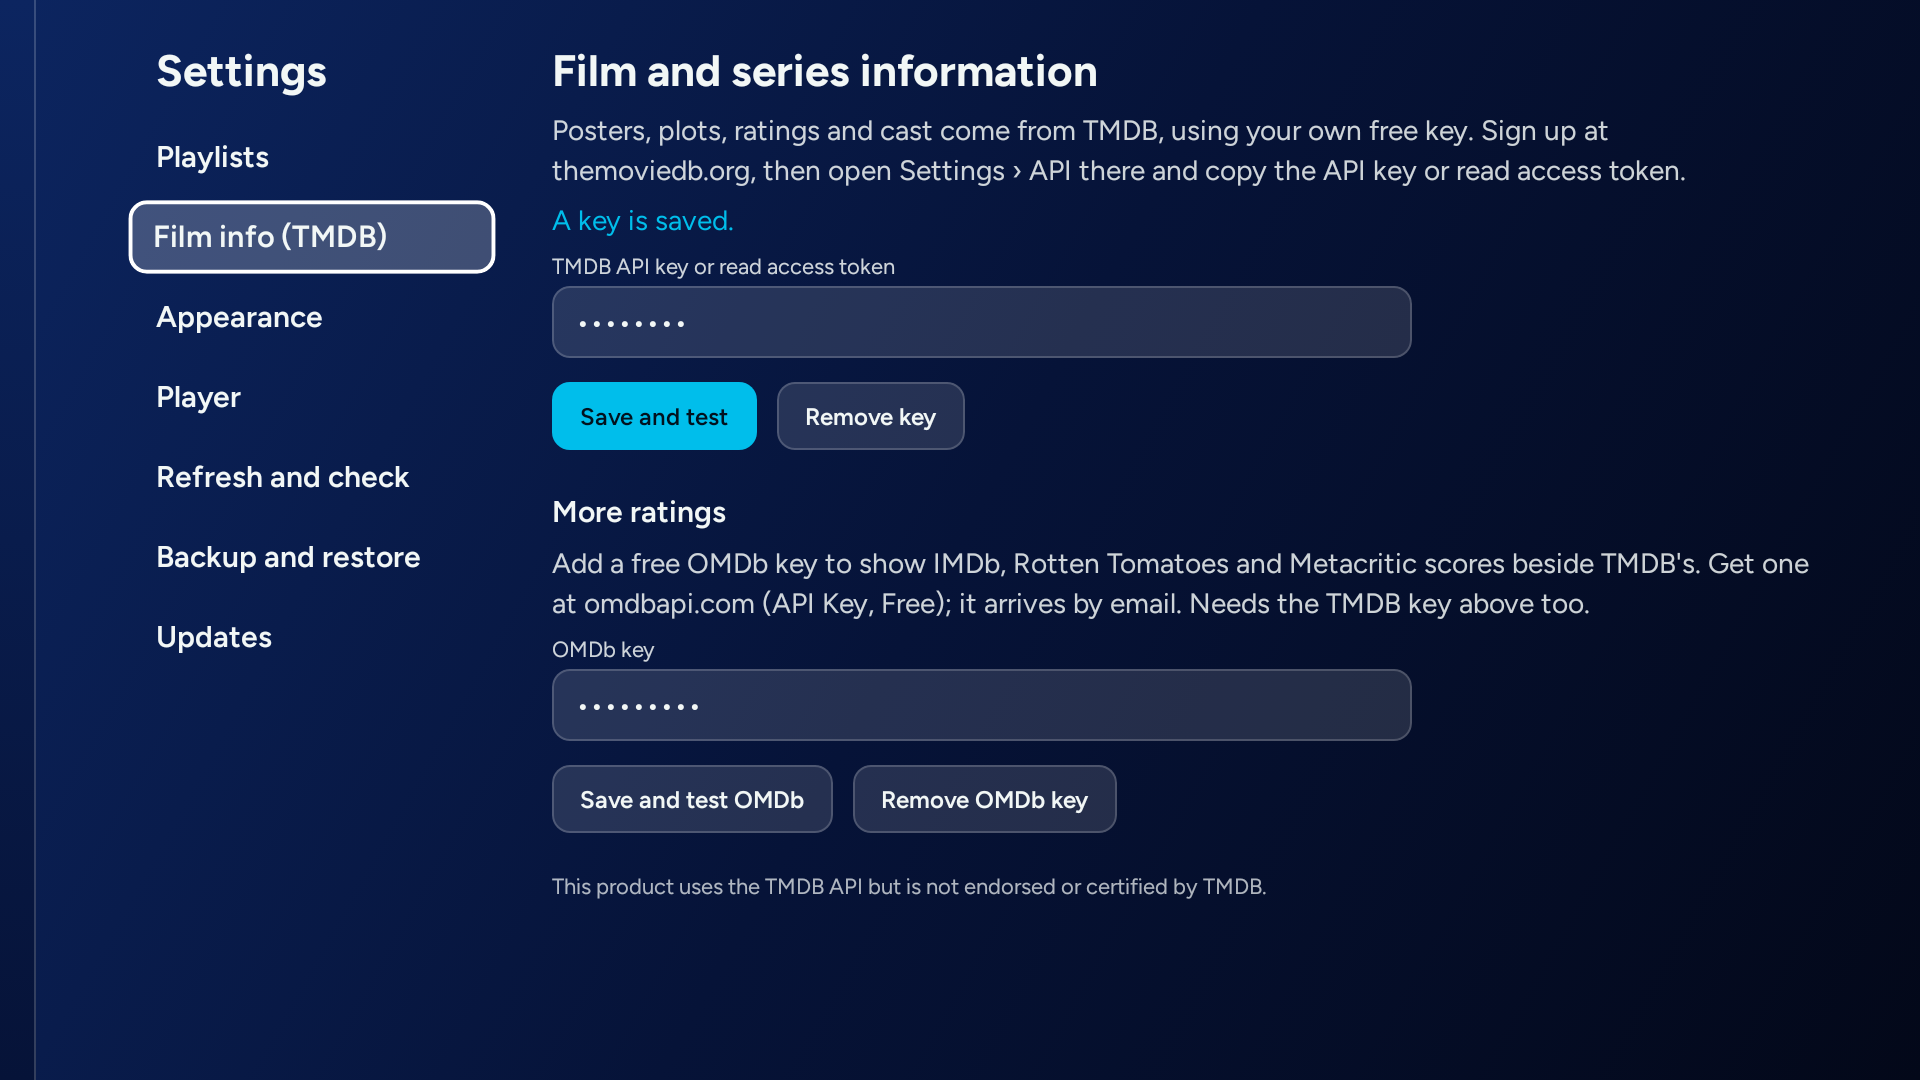 Settings
Playlists
Film info (TMDB)
Appearance
Player
Refresh and check
Backup and restore
Updates
Film and series information
Posters, plots, ratings and cast come from TMDB, using your own free key. Sign up at
themoviedb.org, then open Settings › API there and copy the API key or read access token.
A key is saved.
TMDB API key or read access token
••••••••
Save and test
Remove key
More ratings
Add a free OMDb key to show IMDb, Rotten Tomatoes and Metacritic scores beside TMDB's. Get one
at omdbapi.com (API Key, Free); it arrives by email. Needs the TMDB key above too.
OMDb key
•••••••••
Save and test OMDb
Remove OMDb key
This product uses the TMDB API but is not endorsed or certified by TMDB.